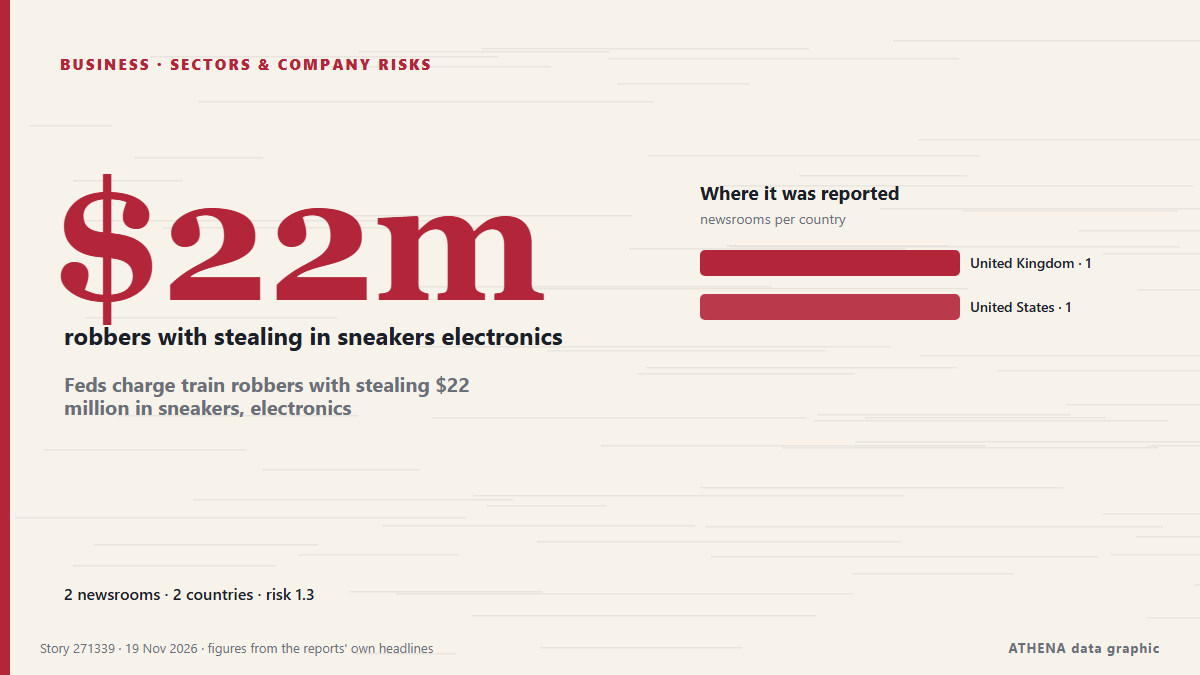 BUSINESS · SECTORS & COMPANY RISKS
$22m
robbers with stealing in sneakers electronics
Feds charge train robbers with stealing $22
million in sneakers, electronics
Where it was reported
newsrooms per country
United Kingdom · 1
United States · 1
2 newsrooms · 2 countries · risk 1.3
Story 271339 · 19 Nov 2026 · figures from the reports' own headlines
ATHENA data graphic